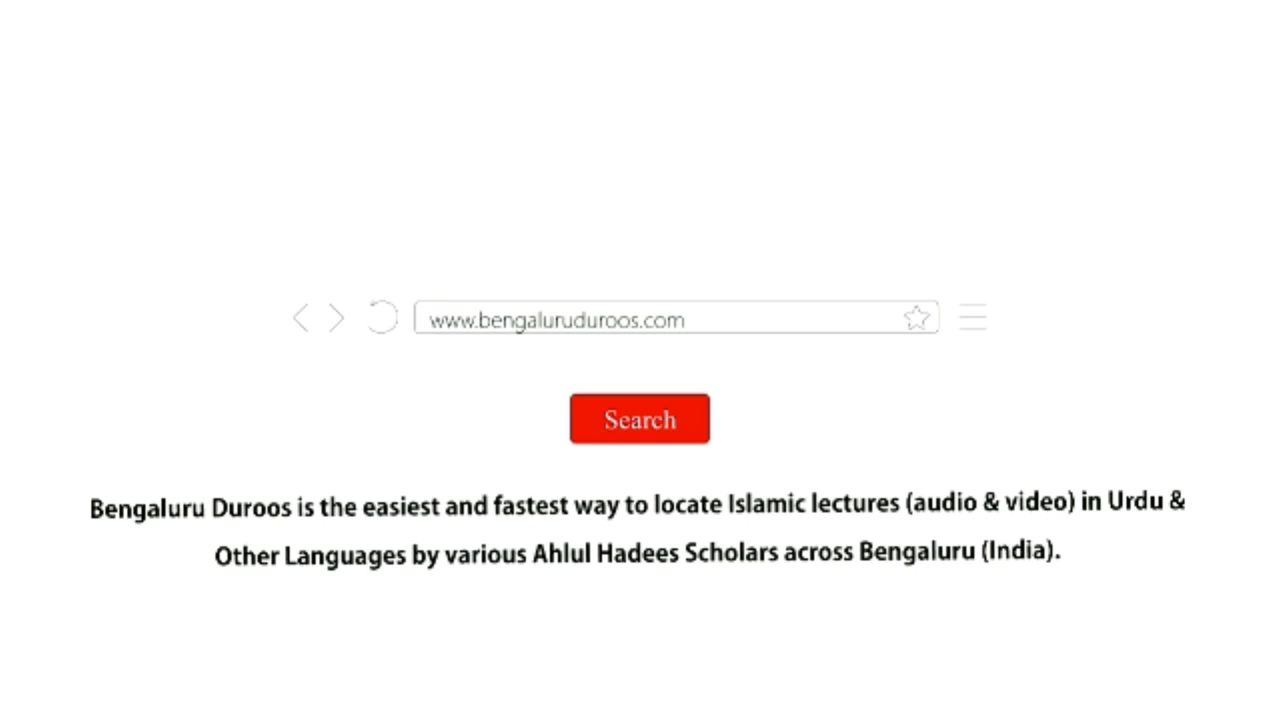 www.bengaluruduroos.com
Search
Bengaluru Duroos is the easiest and fastest way to locate Islamic lectures (audio & video) in Urdu &
Other Languages by various Ahlul Hadees Scholars across Bengaluru (India).